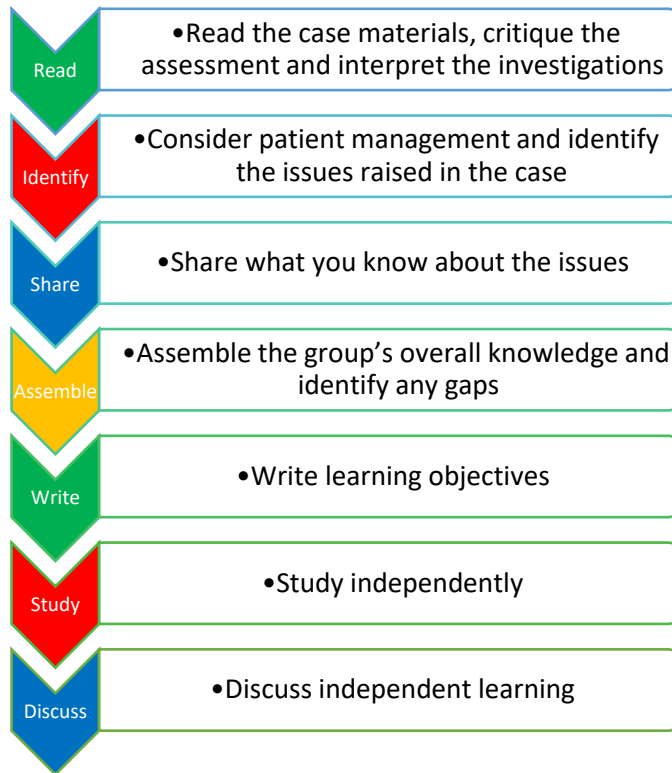 Read
•Read the case materials, critique the
assessment and interpret the investigations
Identify
•Consider patient management and identify
the issues raised in the case
Share
•Share what you know about the issues
Assemble
•Assemble the group’s overall knowledge and
identify any gaps
Write
•Write learning objectives
Study
•Study independently
Discuss
•Discuss independent learning